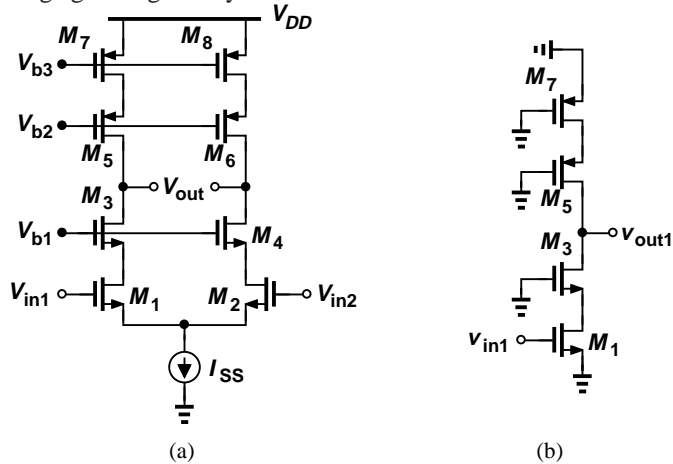 V_DD
M_7
M_8
V_b3
V_b2
M_5
M_6
M_3
V_out
V_b1
M_4
V_in1
M_1
M_2
V_in2
I_SS
(a)
M_7
M_5
M_3
v_out1
v_in1
M_1
(b)